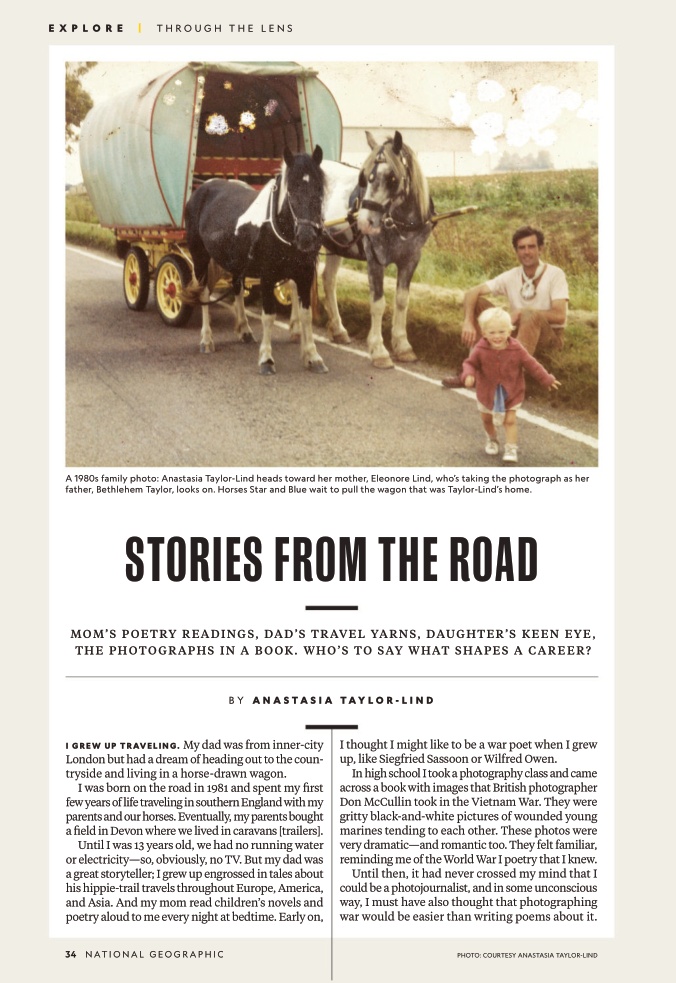 EXPLORE | THROUGH THE LENS
A 1980s family photo: Anastasia Taylor-Lind heads toward her mother, Eleonore Lind, who's taking the photograph as her
father, Bethlehem Taylor, looks on. Horses Star and Blue wait to pull the wagon that was Taylor-Lind's home.
STORIES FROM THE ROAD
MOM'S POETRY READINGS, DAD'S TRAVEL YARNS, DAUGHTER'S KEEN EYE,
THE PHOTOGRAPHS IN A BOOK. WHO'S TO SAY WHAT SHAPES A CAREER?
BY ANASTASIA TAYLOR-LIND
I GREW UP TRAVELING. My dad was from inner-city
London but had a dream of heading out to the coun-
tryside and living in a horse-drawn wagon.
I was born on the road in 1981 and spent my first
few years of life traveling in southern England with my
parents and our horses. Eventually, my parents bought
a field in Devon where we lived in caravans [trailers].
Until I was 13 years old, we had no running water
or electricity—so, obviously, no TV. But my dad was
a great storyteller; I grew up engrossed in tales about
his hippie-trail travels throughout Europe, America,
and Asia. And my mom read children's novels and
poetry aloud to me every night at bedtime. Early on,
I thought I might like to be a war poet when I grew
up, like Siegfried Sassoon or Wilfred Owen.
In high school I took a photography class and came
across a book with images that British photographer
Don McCullin took in the Vietnam War. They were
gritty black-and-white pictures of wounded young
marines tending to each other. These photos were
very dramatic—and romantic too. They felt familiar,
reminding me of the World War I poetry that I knew.
Until then, it had never crossed my mind that I
could be a photojournalist, and in some unconscious
way, I must have also thought that photographing
war would be easier than writing poems about it.
34 NATIONAL GEOGRAPHIC
PHOTO: COURTESY ANASTASIA TAYLOR-LIND